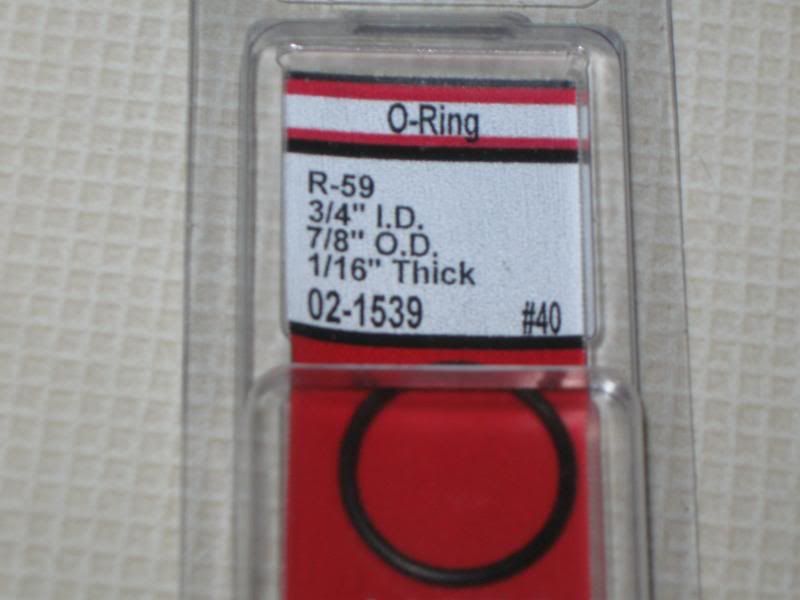 O-Ring
R-59
3/4" I.D.
7/8" O.D.
1/16" Thick
02-1539 #40